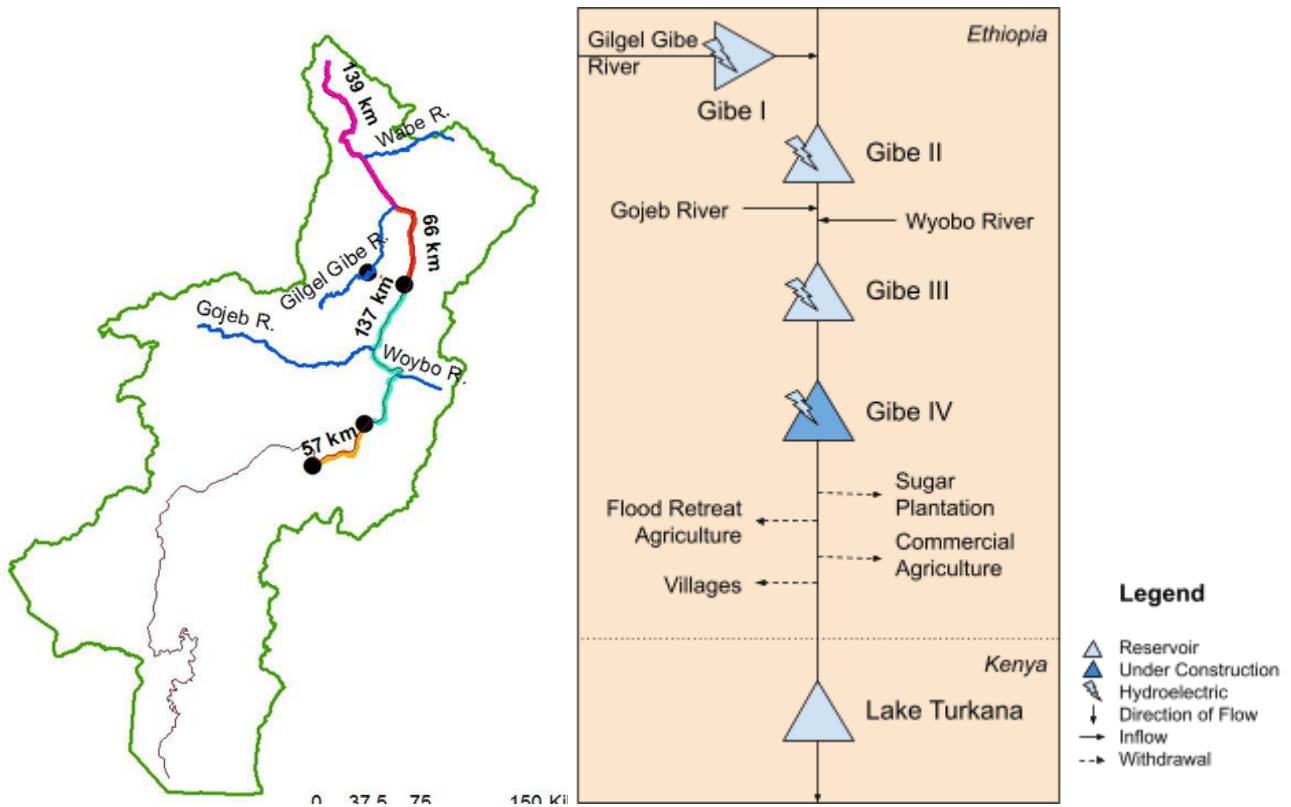 139 km
Wabe R.
66 km
Gilgel Gibe R.
137 km
Gojeb R.
Woybo R.
57 km
0 37.5 75 150 Kil
Ethiopia
Gilgel Gibe
River
Gibe I
Gibe II
Gojeb River
Wyobo River
Gibe III
Gibe IV
Sugar
Plantation
Flood Retreat
Agriculture
Commercial
Agriculture
Villages
Kenya
Lake Turkana
Legend
Reservoir
Under Construction
Hydroelectric
Direction of Flow
Inflow
Withdrawal